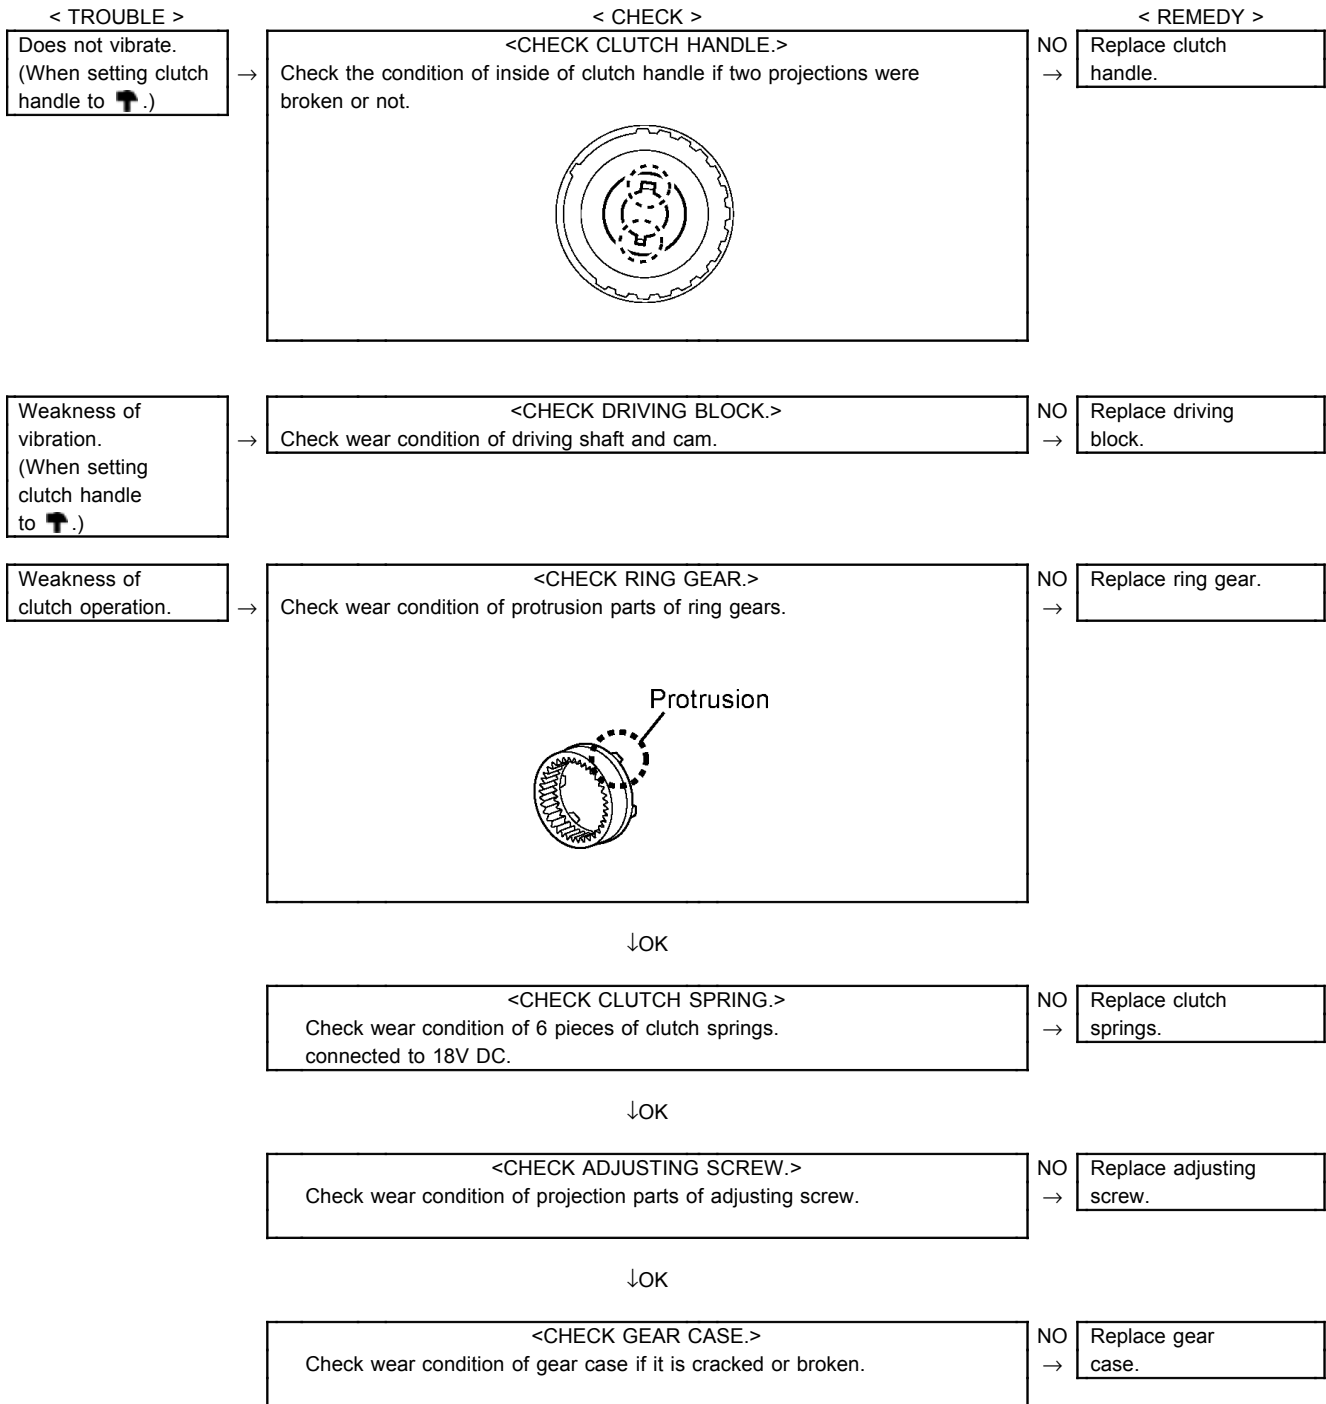 < TROUBLE >
< CHECK >
< REMEDY >
Does not vibrate.
(When setting clutch
handle to .)
→
<CHECK CLUTCH HANDLE.>
Check the condition of inside of clutch handle if two projections were
broken or not.
NO
→
Replace clutch
handle.
Weakness of
vibration.
(When setting
clutch handle
to .)
→
<CHECK DRIVING BLOCK.>
Check wear condition of driving shaft and cam.
NO
→
Replace driving
block.
Weakness of
clutch operation.
→
<CHECK RING GEAR.>
Check wear condition of protrusion parts of ring gears.
Protrusion
NO
→
Replace ring gear.
↓OK
<CHECK CLUTCH SPRING.>
Check wear condition of 6 pieces of clutch springs.
connected to 18V DC.
NO
→
Replace clutch
springs.
↓OK
<CHECK ADJUSTING SCREW.>
Check wear condition of projection parts of adjusting screw.
NO
→
Replace adjusting
screw.
↓OK
<CHECK GEAR CASE.>
Check wear condition of gear case if it is cracked or broken.
NO
→
Replace gear
case.